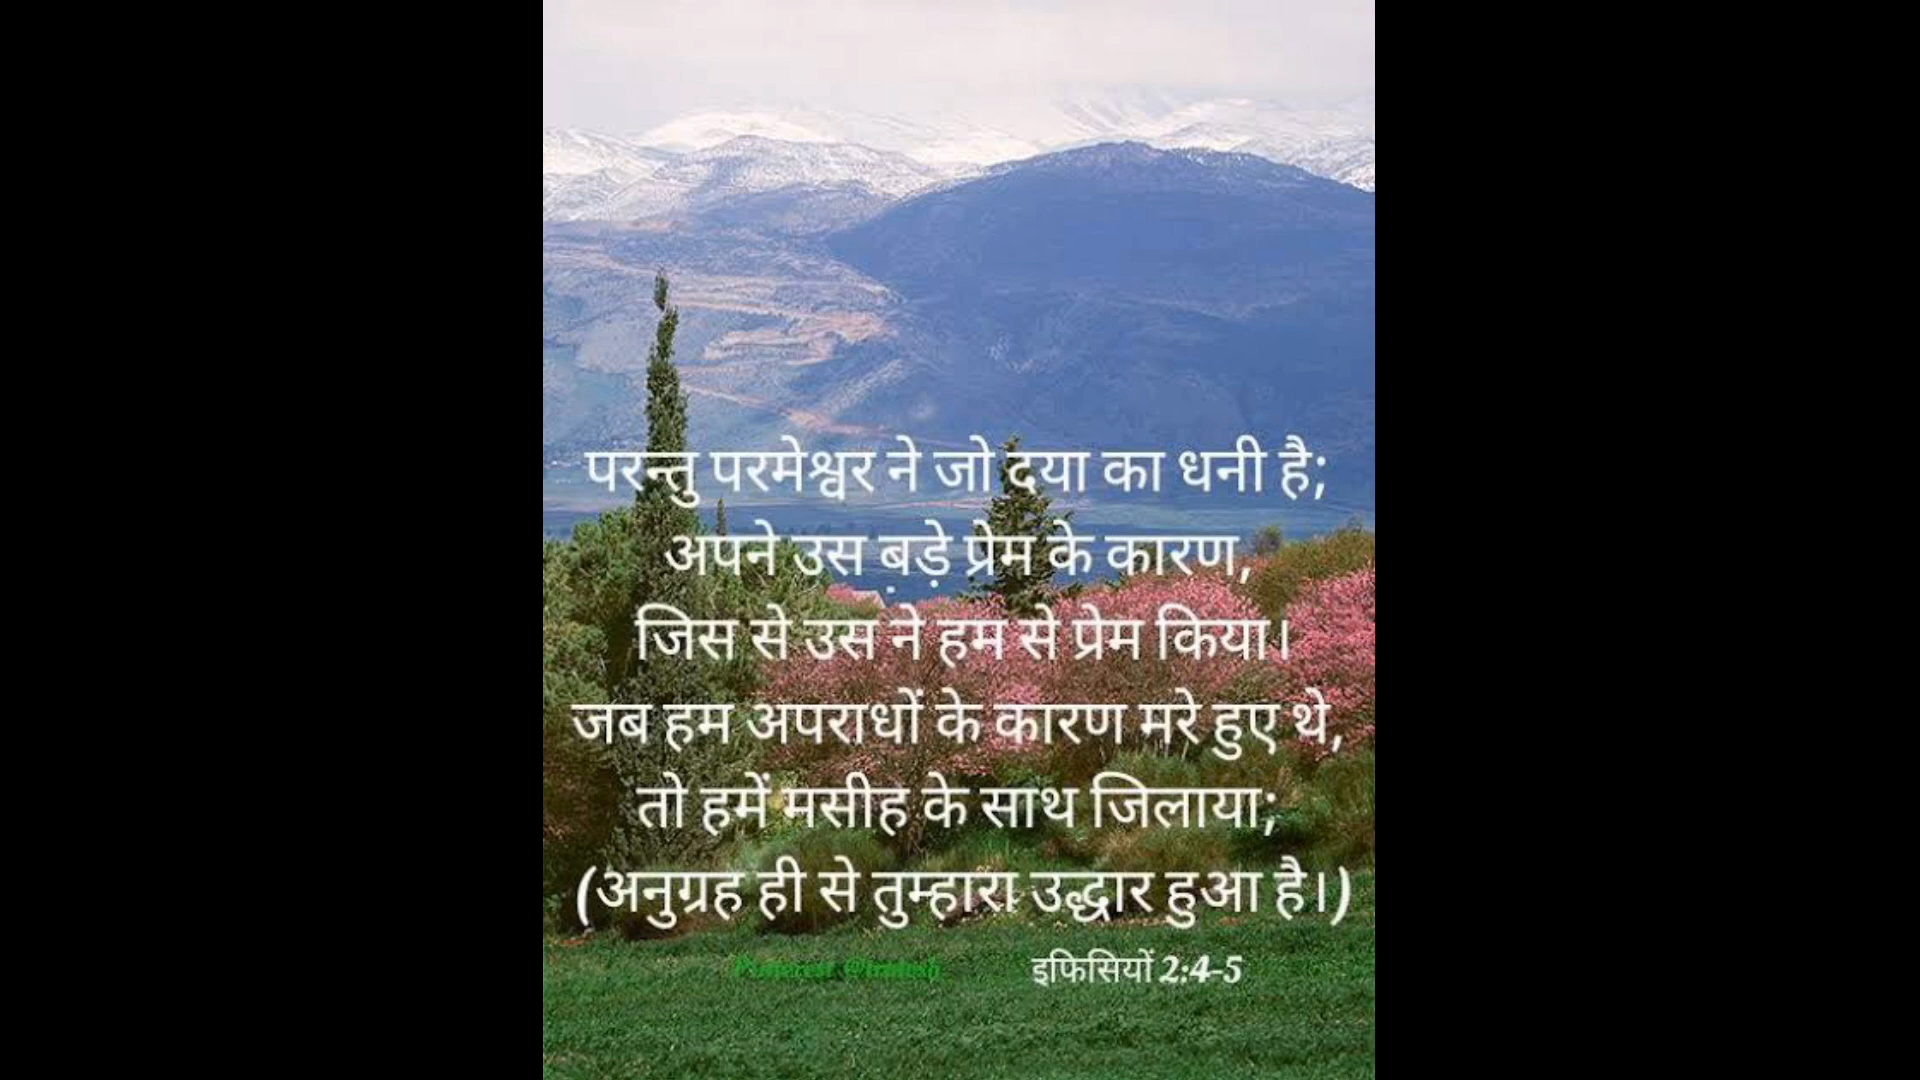 परन्तु परमेश्वर ने जो दया का धनी है;
अपने उस बड़े प्रेम के कारण,
जिस से उस ने हम से प्रेम किया।
जब हम अपराधों के कारण मरे हुए थे,
तो हमें मसीह के साथ जिलाया;
(अनुग्रह ही से तुम्हारा उद्धार हुआ है।)
इफिसियों 2:4-5